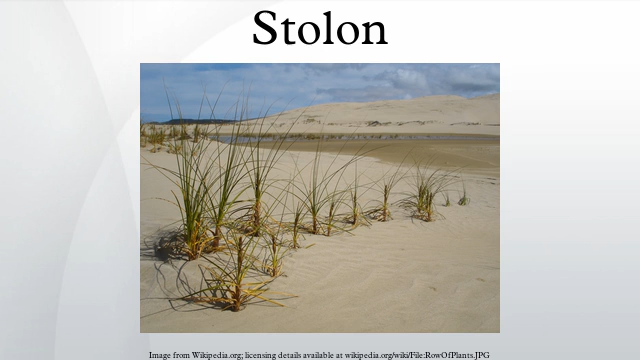 Stolon
Image from Wikipedia.org; licensing details available at wikipedia.org/wiki/File:RowOfPlants.JPG